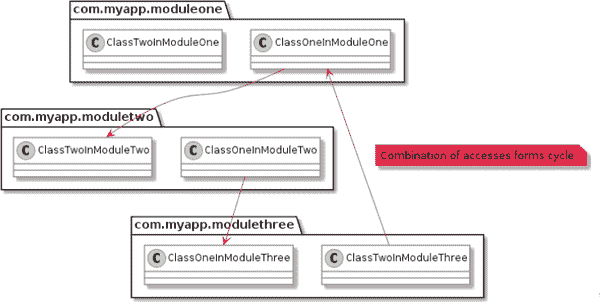 com.myapp.moduleone
C ClassTwoInModuleOne
C ClassOneInModuleOne
com.myapp.moduletwo
C ClassTwoInModuleTwo
C ClassOneInModuleTwo
Combination of accesses forms cycle
com.myapp.modulethree
C ClassOneInModuleThree
C ClassTwoInModuleThree